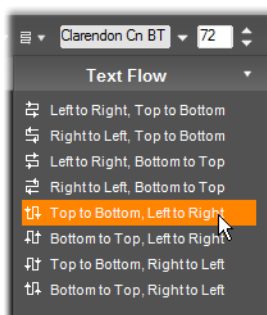 Clarendon Cn BT 72
Text Flow
Left to Right, Top to Bottom
Right to Left, Top to Bottom
Left to Right, Bottom to Top
Right to Left, Bottom to Top
Top to Bottom, Left to Right
Bottom to Top, Left to Right
Top to Bottom, Right to Left
Bottom to Top, Right to Left